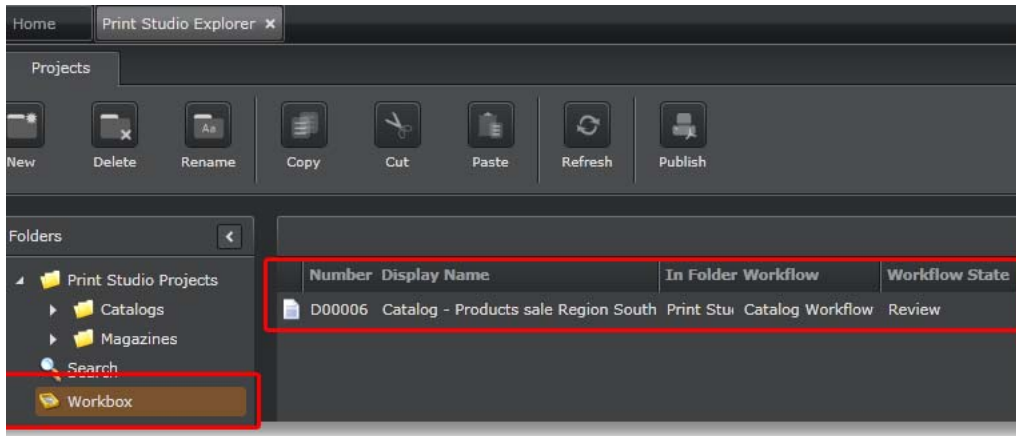 Home Print Studio Explorer ×
Projects
New Delete Rename Copy Cut Paste Refresh Publish
Folders
Number Display Name In Folder Workflow Workflow State
Print Studio Projects
D00006 Catalog - Products sale Region South Print Stu Catalog Workflow Review
Catalogs
Magazines
Search
Workbox